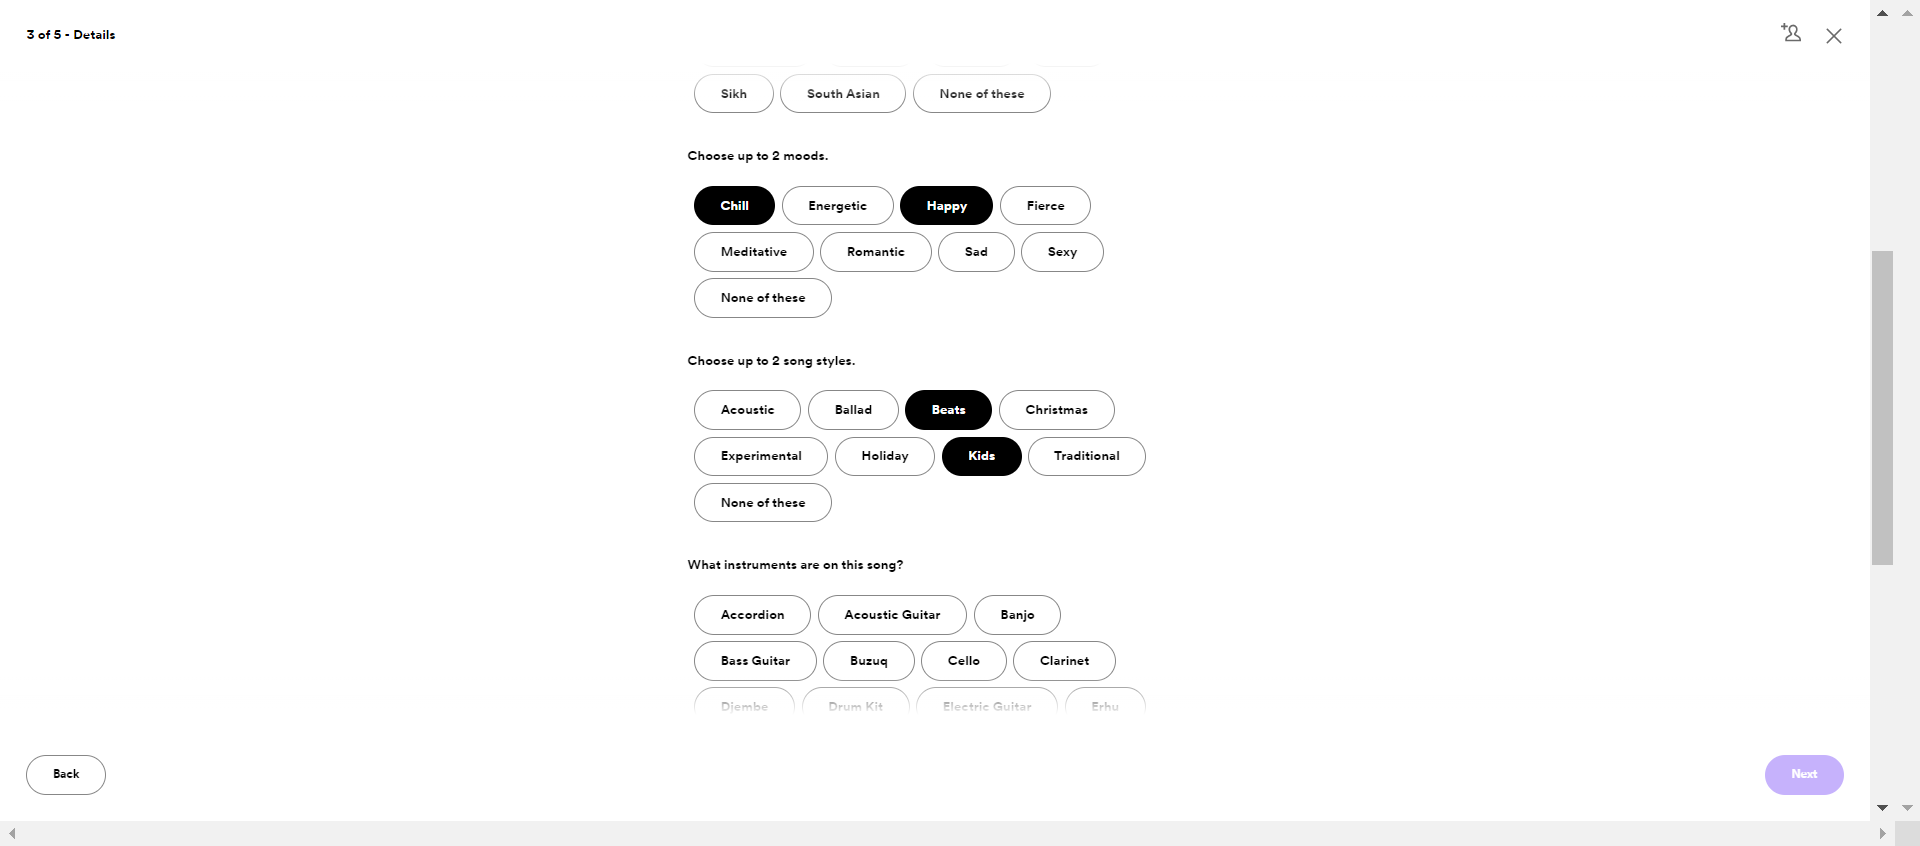 3 of 5 - Details
Sikh South Asian None of these
Choose up to 2 moods.
Chill Energetic Happy Fierce
Meditative Romantic Sad Sexy
None of these
Choose up to 2 song styles.
Acoustic Ballad Beats Christmas
Experimental Holiday Kids Traditional
None of these
What instruments are on this song?
Accordion Acoustic Guitar Banjo
Bass Guitar Buzuq Cello Clarinet
Djembe Drum Kit Electric Guitar Erhu
Back Next